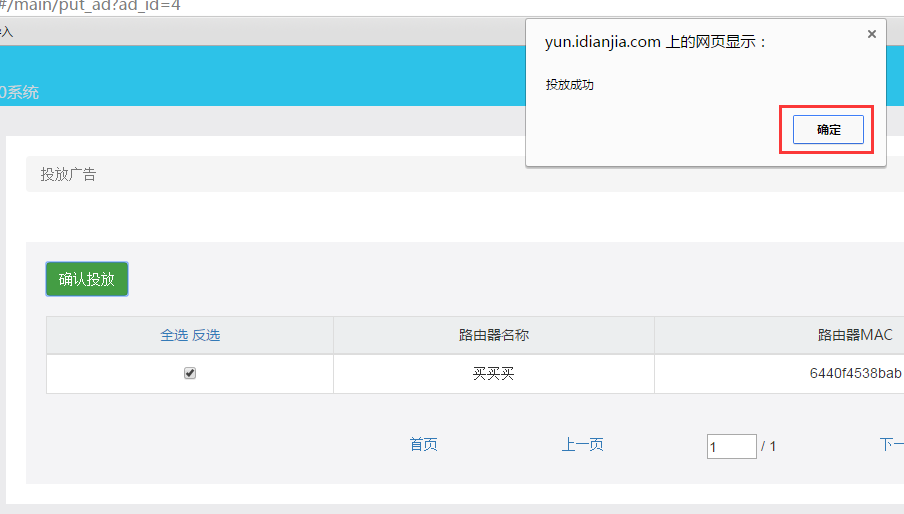 #/main/put_ad?ad_id=4
入
yun.idianjia.com 上的网页显示：
投放成功
确定
0系统
投放广告
确认投放
全选 反选 路由器名称 路由器MAC
买买买 6440f4538bab
首页 上一页 1 / 1 下一